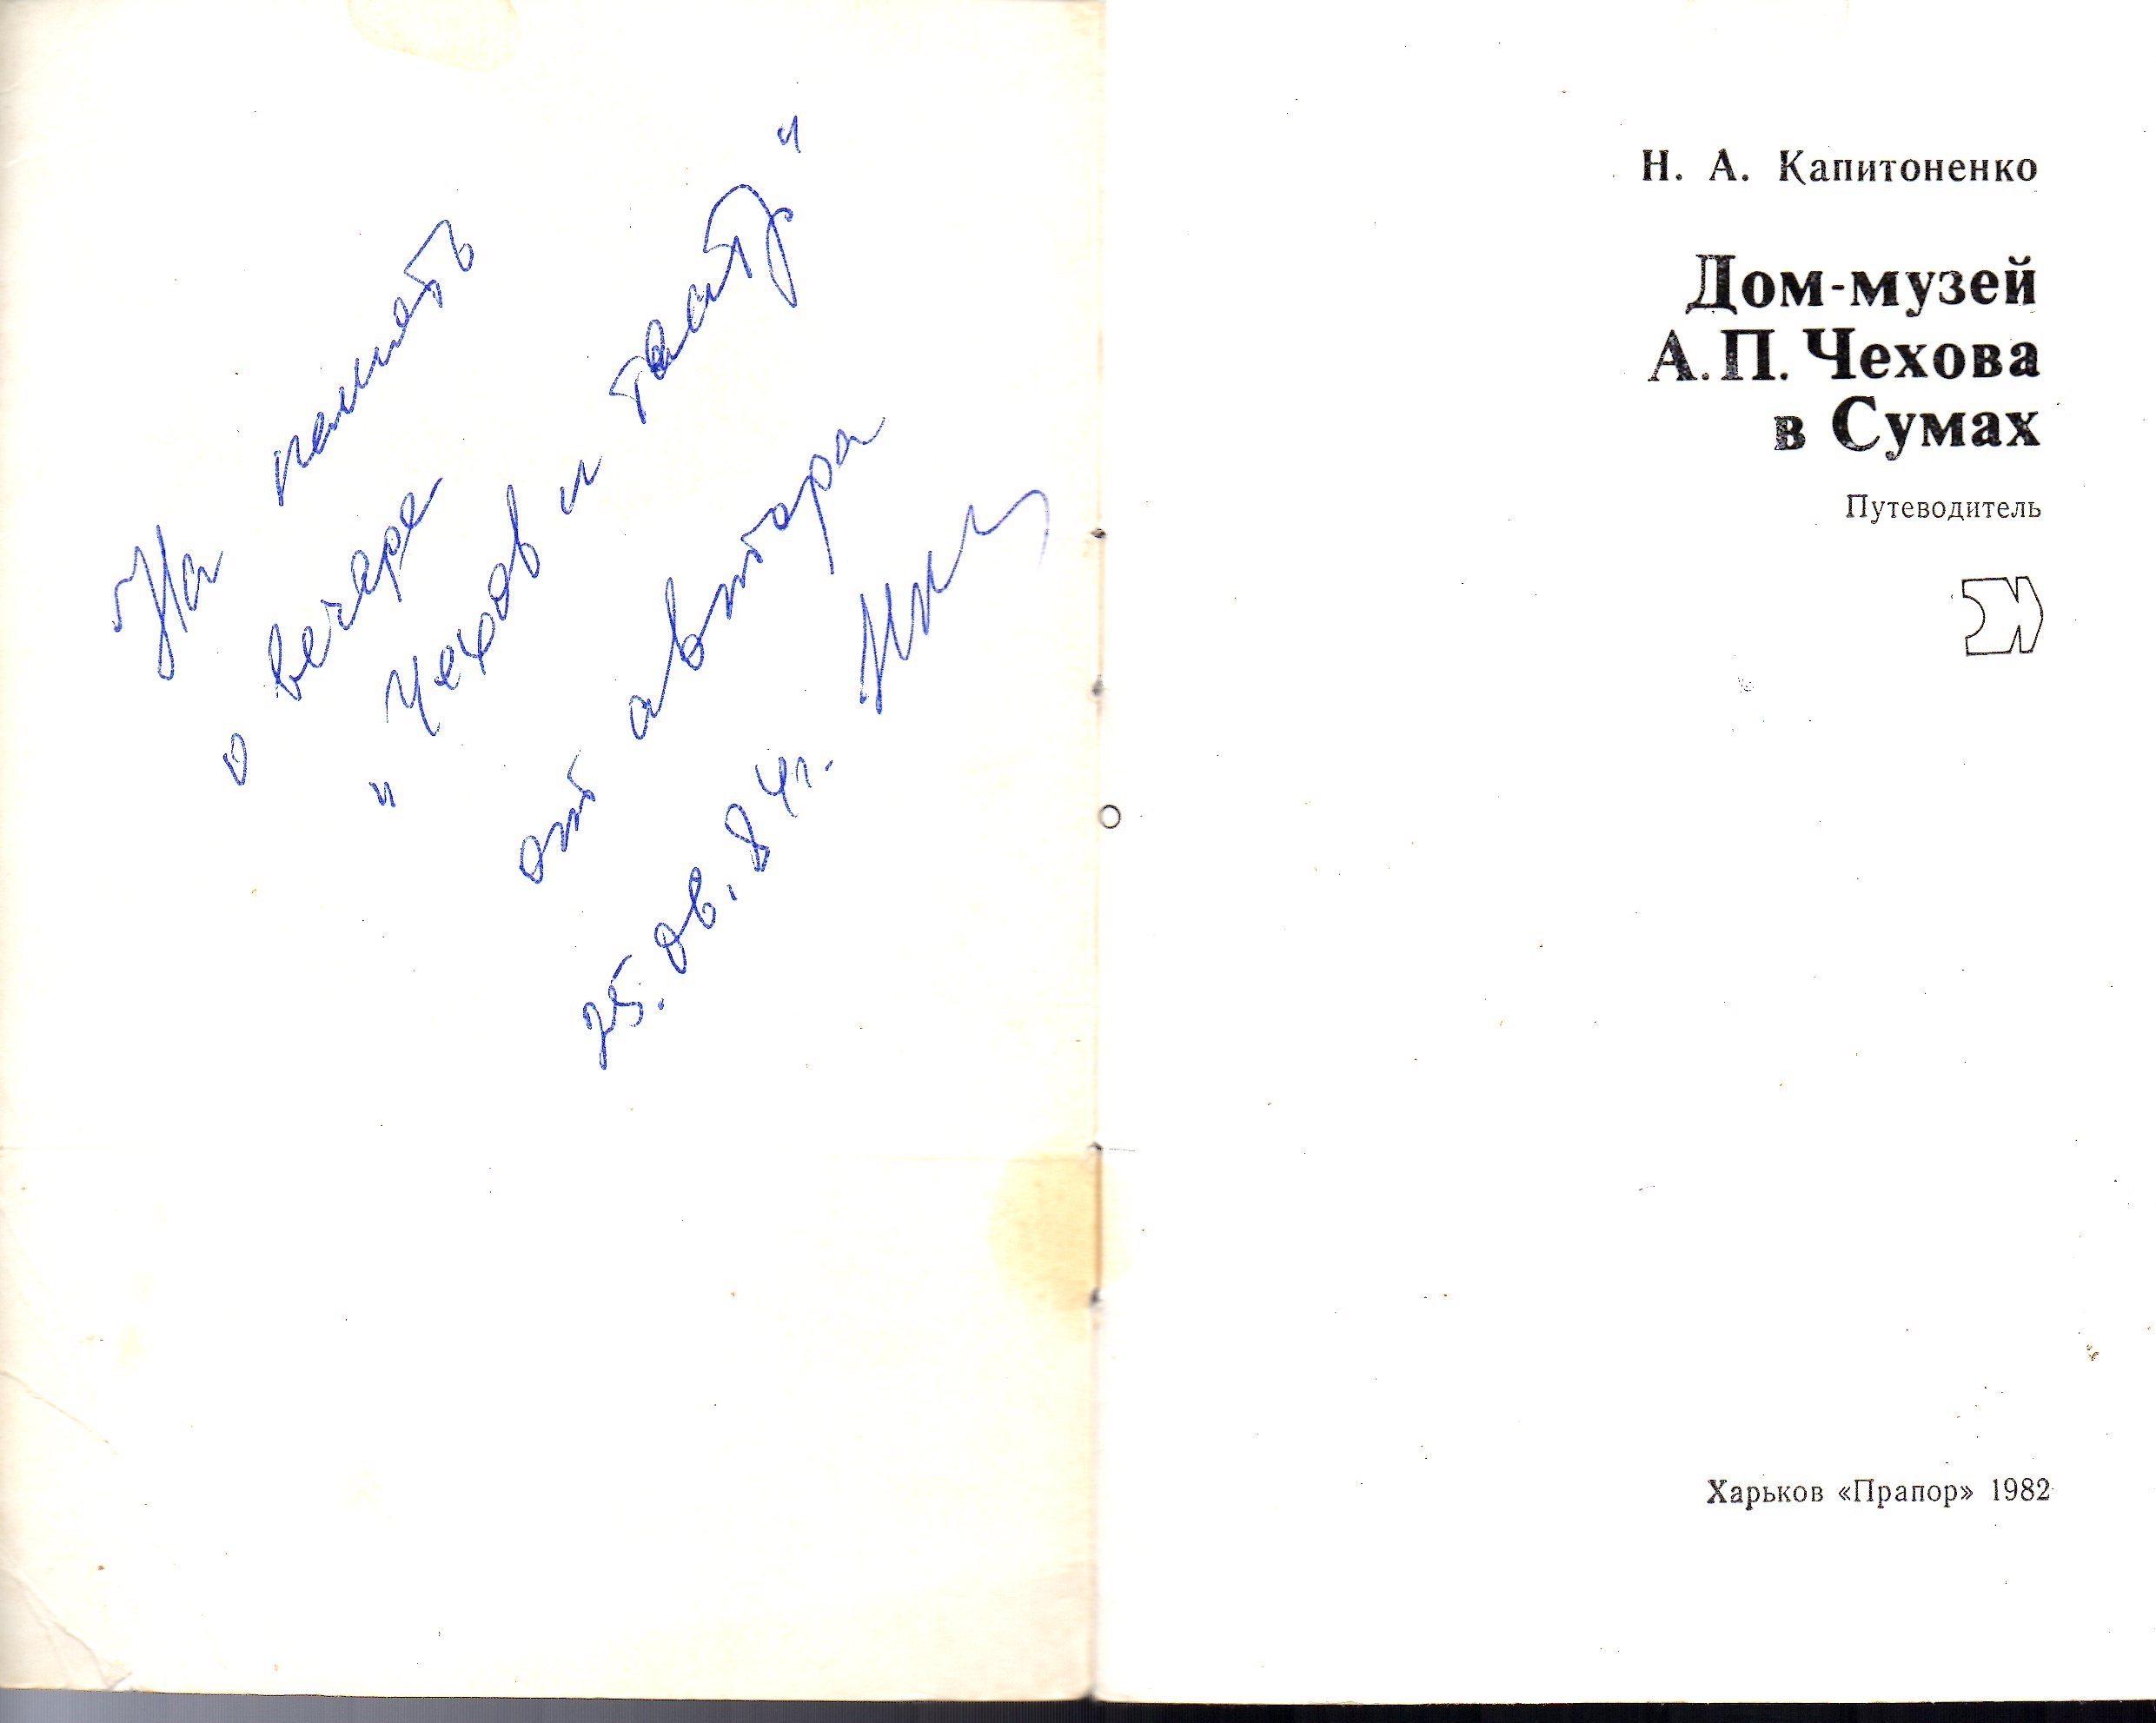 На память
о вечере
"Чехов и театр"
от автора
25.06.84г.
Н. А. Капитоненко
Дом-музей
А. П. Чехова
в Сумах
Путеводитель
Харьков «Прапор» 1982